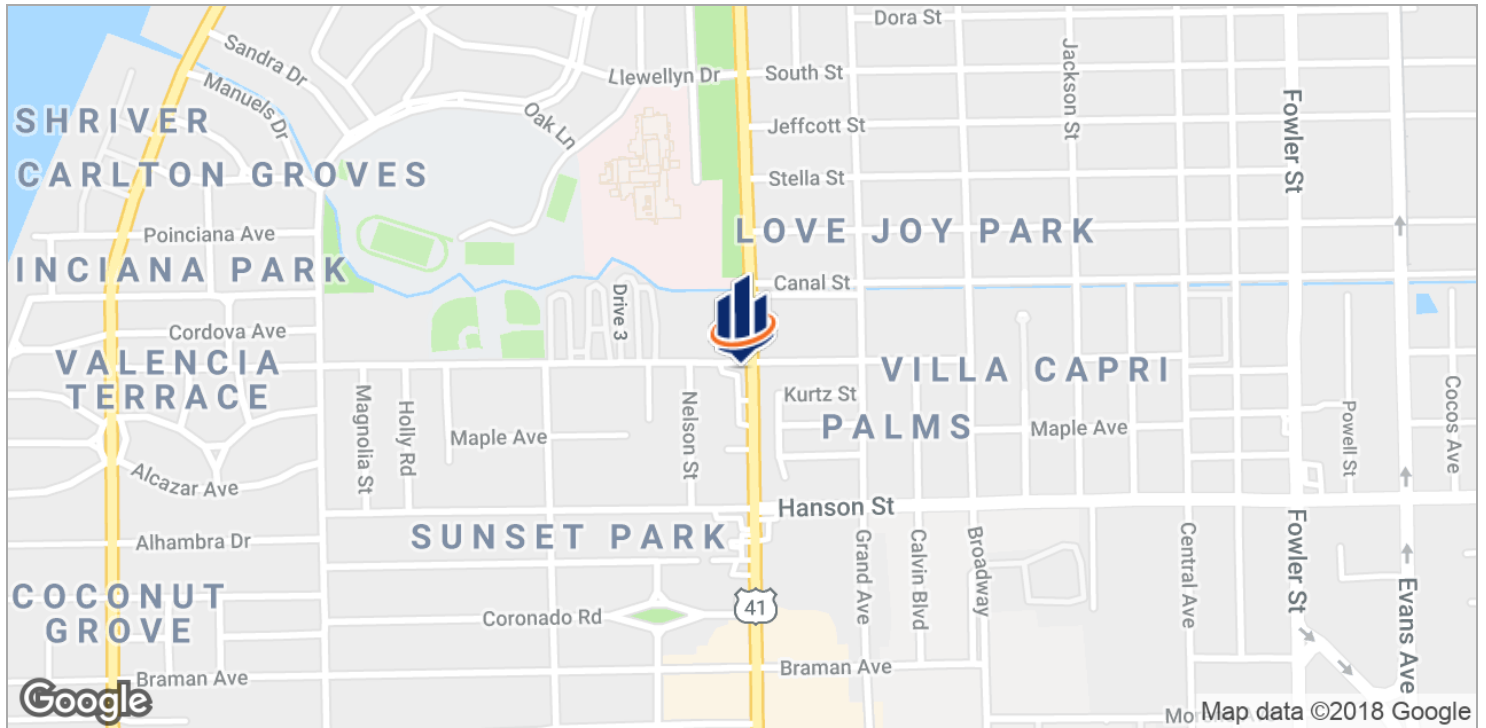 Dora St
Sandra Dr
Llewellyn Dr
South St
Jackson St
Manuels Dr
Fowler St
SHRIVER
Oak Ln
Jeffcott St
CARLTON GROVES
Stella St
Poinciana Ave
LOVE JOY PARK
INCIANA PARK
Canal St
Drive 3
Cordova Ave
VALENCIA
TERRACE
VILLA CAPRI
Kurtz St
Magnolia St
Holly Rd
Nelson St
Powell St
Cocos Ave
Maple Ave
PALMS
Maple Ave
Alcazar Ave
Hanson St
SUNSET PARK
Alhambra Dr
Grand Ave
Calvin Blvd
Broadway
Central Ave
Fowler St
Evans Ave
COCONUT
GROVE
41
Coronado Rd
Braman Ave
Braman Ave
Google
Map data ©2018 Google